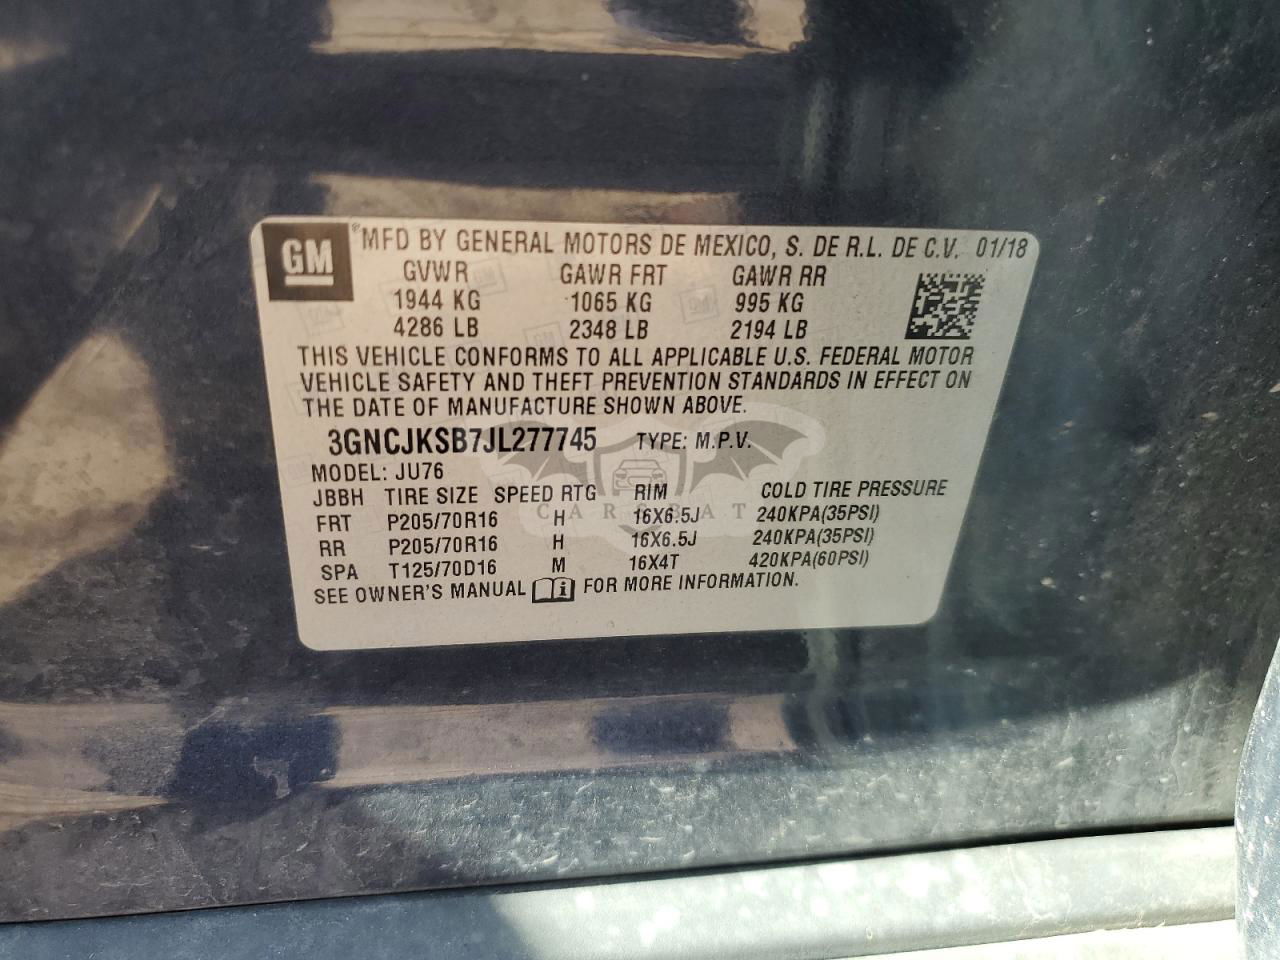 GM
®MFD BY GENERAL MOTORS DE MEXICO, S. DE R.L. DE C.V. 01/18
GVWR GAWR FRT GAWR RR
1944 KG 1065 KG 995 KG
4286 LB 2348 LB 2194 LB
THIS VEHICLE CONFORMS TO ALL APPLICABLE U.S. FEDERAL MOTOR
VEHICLE SAFETY AND THEFT PREVENTION STANDARDS IN EFFECT ON
THE DATE OF MANUFACTURE SHOWN ABOVE.
3GNCJKSB7JL277745 TYPE: M.P.V.
MODEL: JU76
JBBH TIRE SIZE SPEED RTG RIM COLD TIRE PRESSURE
FRT P205/70R16 H 16X6.5J 240KPA(35PSI)
CARSBAT
RR P205/70R16 H 16X6.5J 240KPA(35PSI)
SPA T125/70D16 M 16X4T 420KPA(60PSI)
SEE OWNER'S MANUAL i FOR MORE INFORMATION.